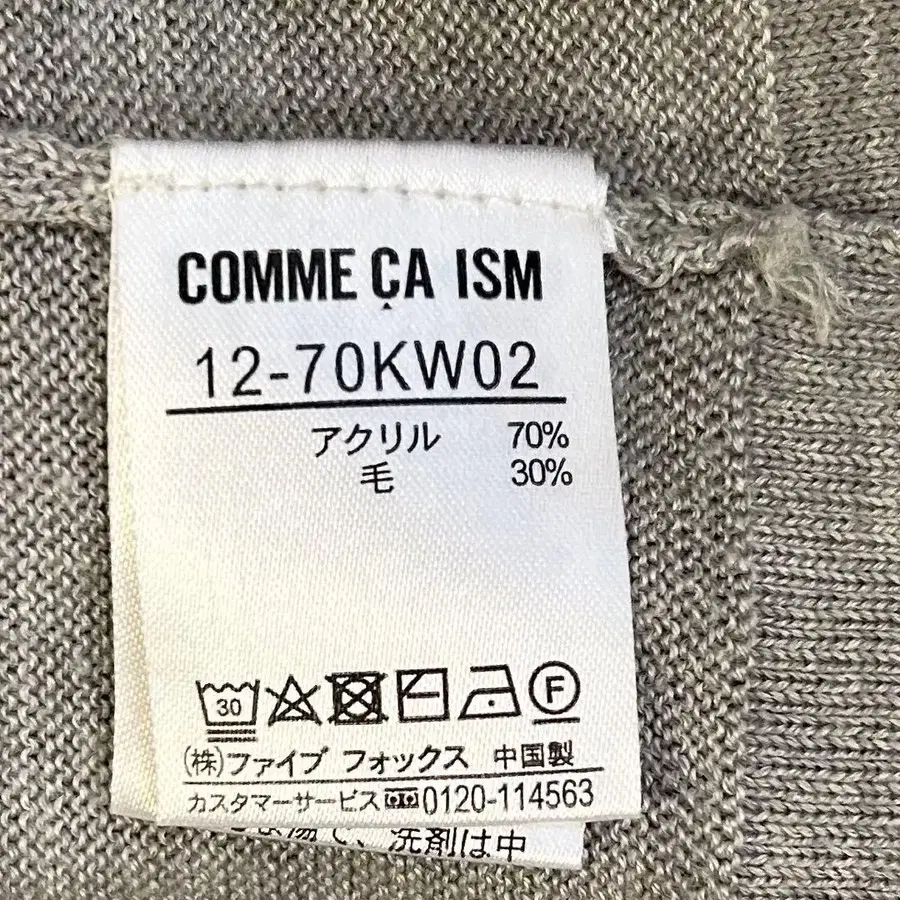 COMME ÇA ISM
12-70KW02
アクリル 70%
毛 30%
30 F
(株)ファイブ フォックス 中国製
カスタマーサービス 0120-114563
洗剤は中